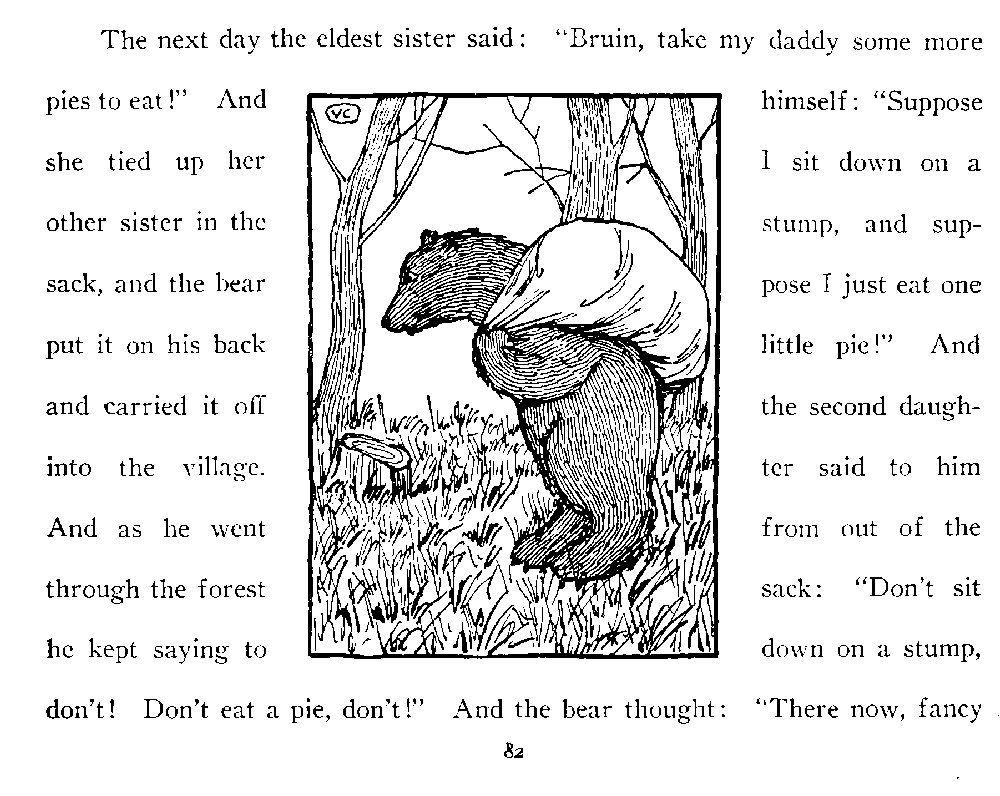 The next day the eldest sister said: "Bruin, take my daddy some more
pies to eat!" And
she tied up her
other sister in the
sack, and the bear
put it on his back
and carried it off
into the village.
And as he went
through the forest
he kept saying to
VC
himself: "Suppose
I sit down on a
stump, and sup-
pose I just eat one
little pie!" And
the second daugh-
ter said to him
from out of the
sack: "Don't sit
down on a stump,
don't! Don't eat a pie, don't!" And the bear thought: "There now, fancy
82